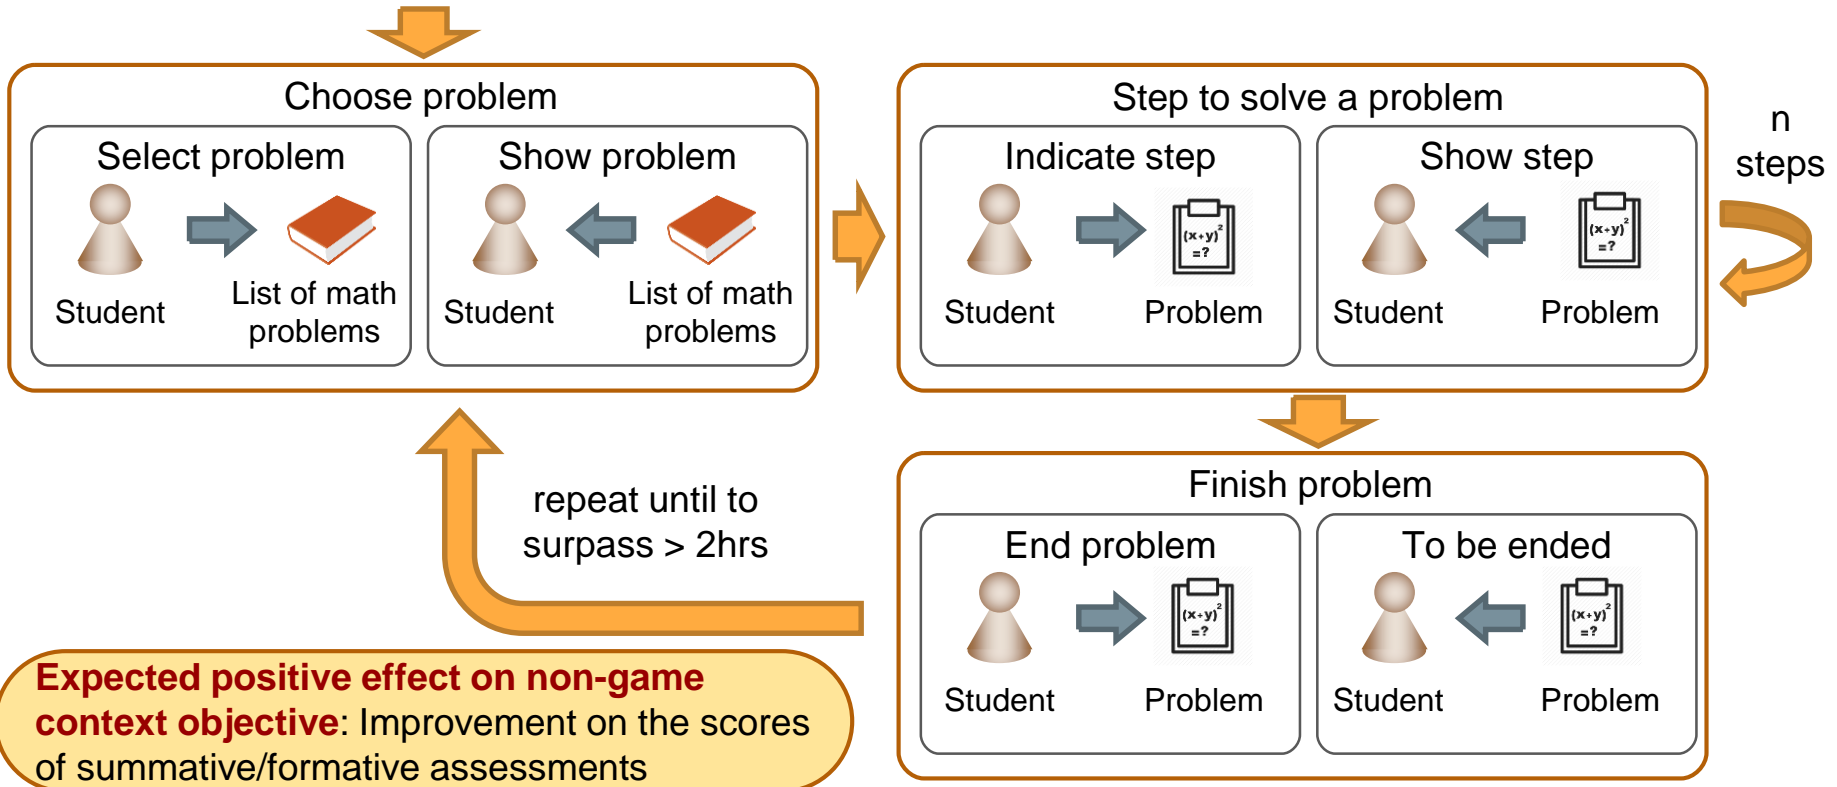 Choose problem
Select problem
Student
List of math
problems
Show problem
Student
List of math
problems
Step to solve a problem
Indicate step
Student
(x+y)²
=?
Problem
Show step
Student
(x+y)²
=?
Problem
n
steps
repeat until to
surpass > 2hrs
Finish problem
End problem
Student
(x+y)²
=?
Problem
To be ended
Student
(x+y)²
=?
Problem
Expected positive effect on non-game
context objective: Improvement on the scores
of summative/formative assessments